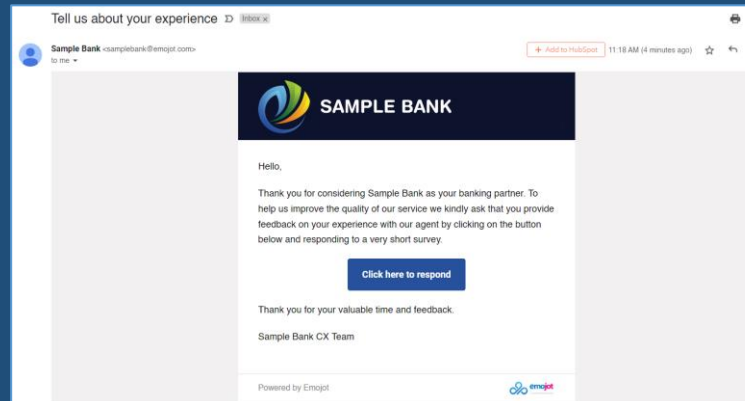 Tell us about your experience Inbox x
Sample Bank <samplebank@emojot.com>
+ Add to HubSpot
11:18 AM (4 minutes ago)
to me
SAMPLE BANK
Hello,
Thank you for considering Sample Bank as your banking partner. To
help us improve the quality of our service we kindly ask that you provide
feedback on your experience with our agent by clicking on the button
below and responding to a very short survey.
Click here to respond
Thank you for your valuable time and feedback.
Sample Bank CX Team
Powered by Emojot
emojot